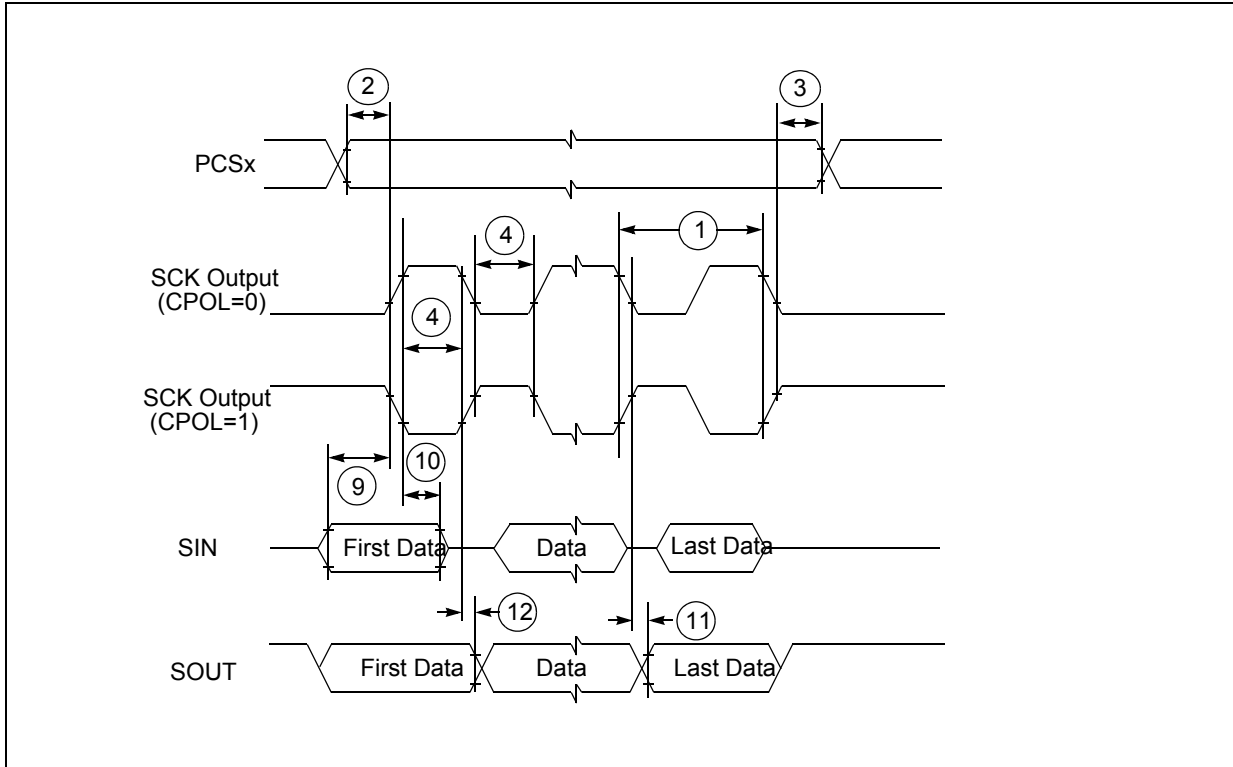 2
3
PCSx
4
1
SCK Output
(CPOL=0)
4
SCK Output
(CPOL=1)
9
10
SIN
First Data
Data
Last Data
12
11
SOUT
First Data
Data
Last Data